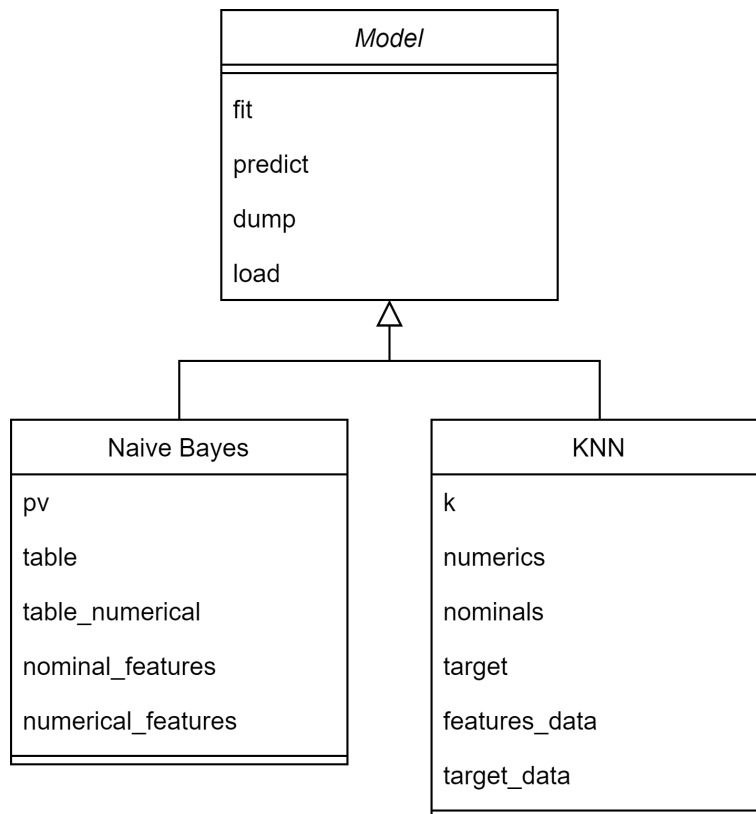 Model
fit
predict
dump
load
Naive Bayes
pv
table
table_numerical
nominal_features
numerical_features
KNN
k
numerics
nominals
target
features_data
target_data